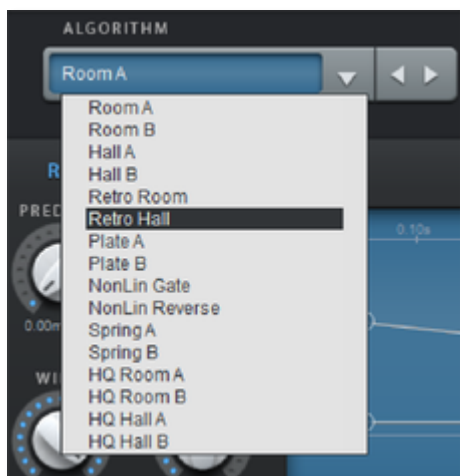 ALGORITHM
Room A
Room A
Room B
Hall A
Hall B
Retro Room
Retro Hall
0.10s
Plate A
Plate B
NonLin Gate
NonLin Reverse
Spring A
Spring B
HQ Room A
HQ Room B
HQ Hall A
HQ Hall B